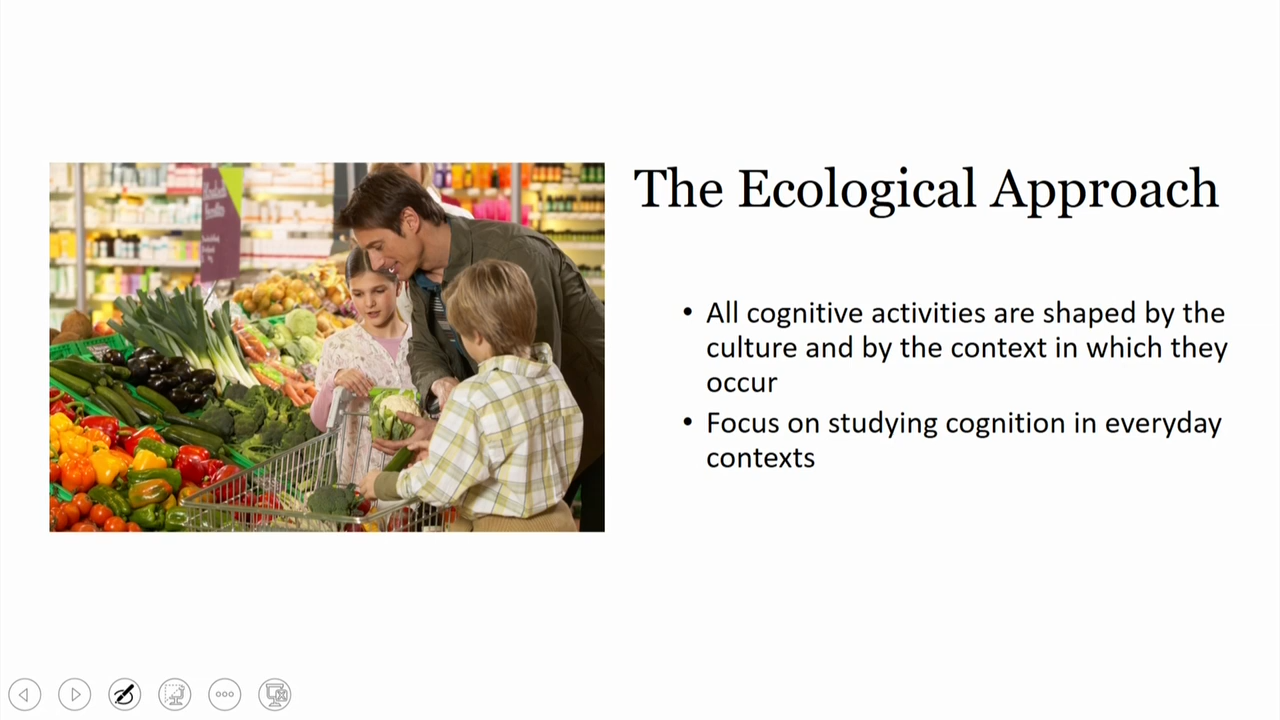 The Ecological Approach
• All cognitive activities are shaped by the
culture and by the context in which they
occur
• Focus on studying cognition in everyday
contexts